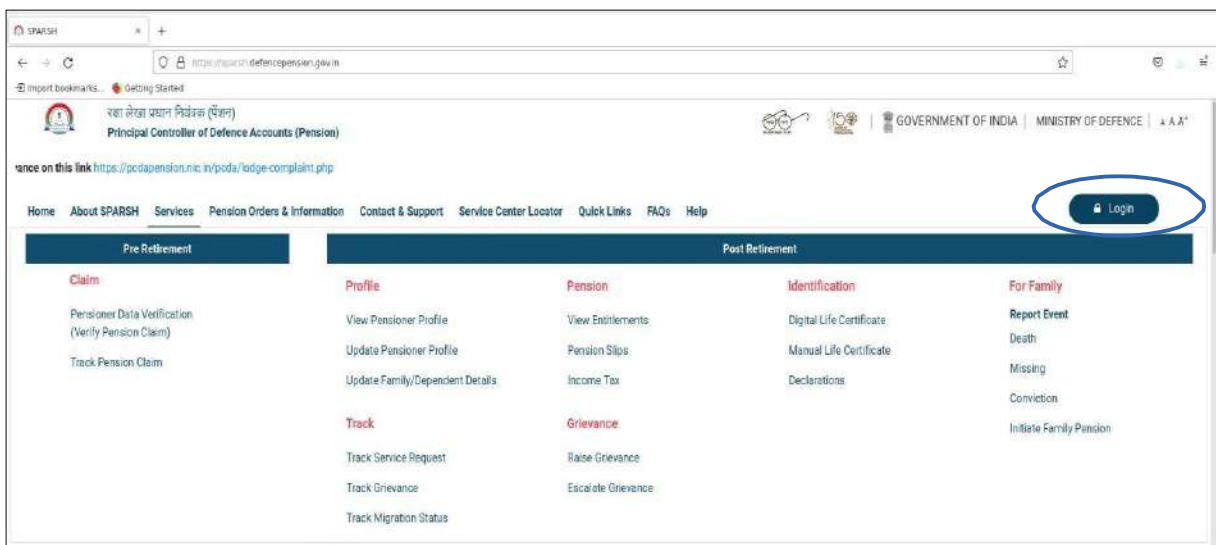 SPARSH
https://sparsh.defencepension.gov.in
Import bookmarks... Getting Started
रक्षा लेखा प्रधान नियंत्रक (पेंशन)
Principal Controller of Defence Accounts (Pension)
GOVERNMENT OF INDIA | MINISTRY OF DEFENCE | A A A+
rance on this link https://pcdapension.nic.in/pcda/lodge-complaint.php
Home About SPARSH Services Pension Orders & Information Contact & Support Service Center Locator Quick Links FAQs Help Login
Pre Retirement Post Retirement
Claim
Pensioner Data Verification
(Verify Pension Claim)
Track Pension Claim
Profile
View Pensioner Profile
Update Pensioner Profile
Update Family/Dependent Details
Track
Track Service Request
Track Grievance
Track Migration Status
Pension
View Entitlements
Pension Slips
Income Tax
Grievance
Raise Grievance
Escalate Grievance
Identification
Digital Life Certificate
Manual Life Certificate
Declarations
For Family
Report Event
Death
Missing
Conviction
Initiate Family Pension